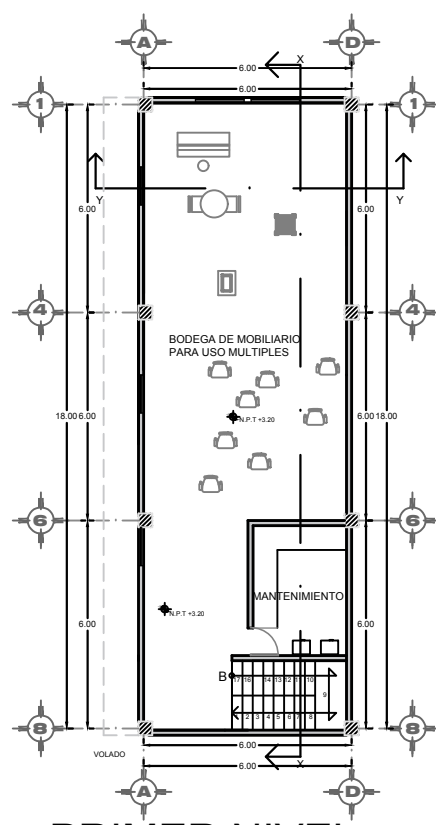 A D
6.00 X
6.00
1 1
Y Y
6.00 6.00
4 4
BODEGA DE MOBILIARIO
PARA USO MULTIPLES
18.00 6.00 6.00 18.00
N.P.T +3.20
6 6
MANTENIMIENTO
6.00 6.00
N.P.T +3.20
B 17 16 14 13 12 11 10
9
2 3 4 5 6 7 8
8 8
VOLADO
6.00
6.00 X
A D